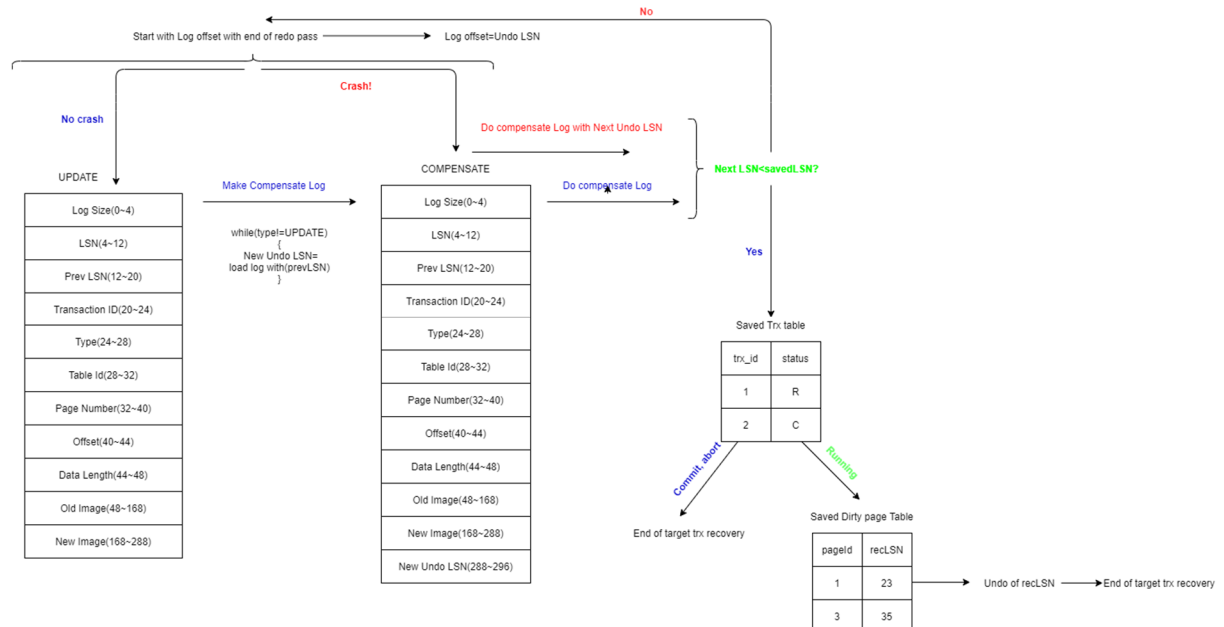 No
Start with Log offset with end of redo pass
Log offset=Undo LSN
Crash!
No crash
Do compensate Log with Next Undo LSN
Next LSN<savedLSN?
UPDATE
Log Size(0~4)
LSN(4~12)
Prev LSN(12~20)
Transaction ID(20~24)
Type(24~28)
Table Id(28~32)
Page Number(32~40)
Offset(40~44)
Data Length(44~48)
Old Image(48~168)
New Image(168~288)
Make Compensate Log
while(type!=UPDATE)
{
New Undo LSN=
load log with(prevLSN)
}
COMPENSATE
Log Size(0~4)
LSN(4~12)
Prev LSN(12~20)
Transaction ID(20~24)
Type(24~28)
Table Id(28~32)
Page Number(32~40)
Offset(40~44)
Data Length(44~48)
Old Image(48~168)
New Image(168~288)
New Undo LSN(288~296)
Do compensate Log
Yes
Saved Trx table
trx_id status
1 R
2 C
Commit, abort
Running
End of target trx recovery
Saved Dirty page Table
pageId recLSN
1 23
3 35
Undo of recLSN
End of target trx recovery